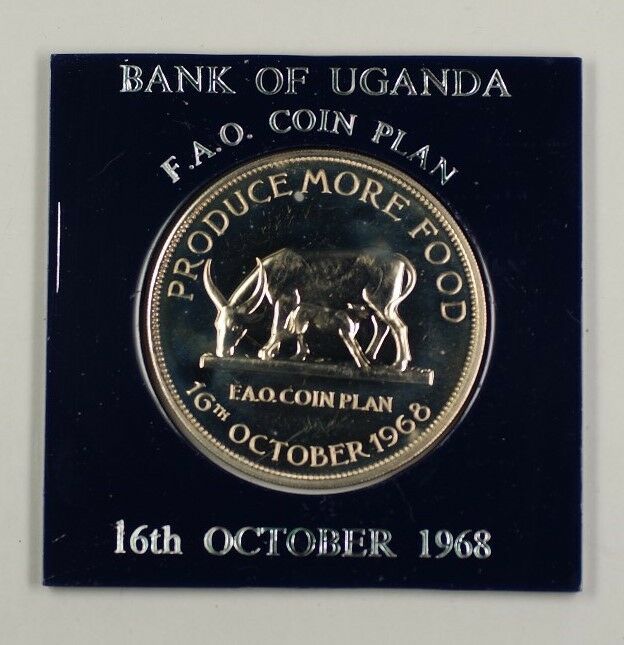 BANK OF UGANDA
F.A.O. COIN PLAN
PRODUCE MORE FOOD
F.A.O. COIN PLAN
16TH OCTOBER 1968
16th OCTOBER 1968